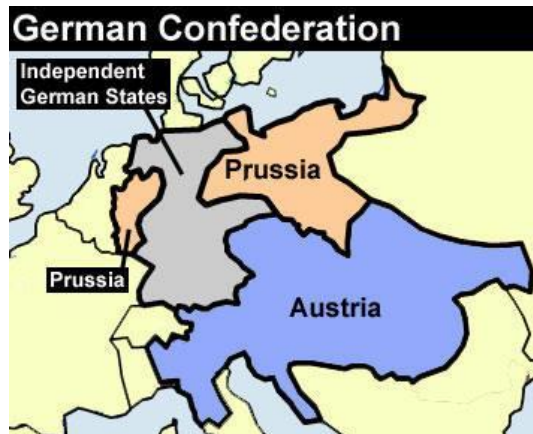 German Confederation
Independent
German States
Prussia
Prussia
Austria